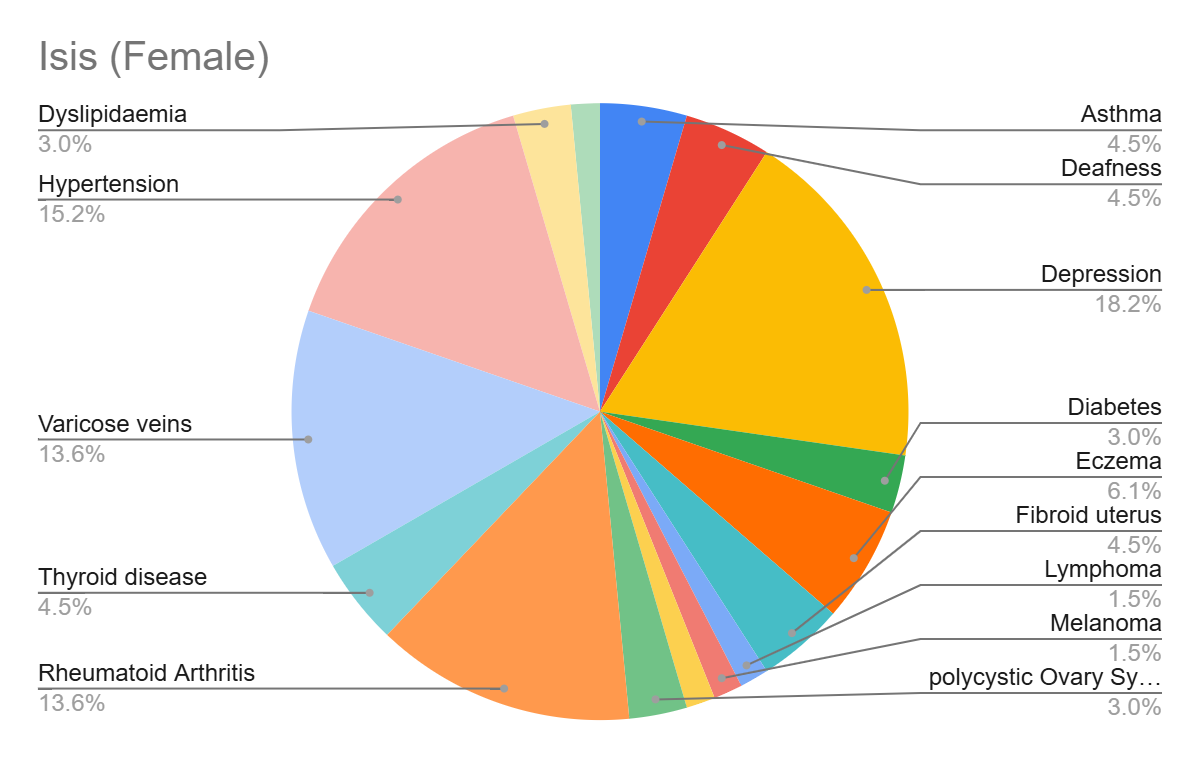 Isis (Female)
Dyslipidaemia
3.0%
Hypertension
15.2%
Varicose veins
13.6%
Thyroid disease
4.5%
Rheumatoid Arthritis
13.6%
Asthma
4.5%
Deafness
4.5%
Depression
18.2%
Diabetes
3.0%
Eczema
6.1%
Fibroid uterus
4.5%
Lymphoma
1.5%
Melanoma
1.5%
polycystic Ovary Sy…
3.0%